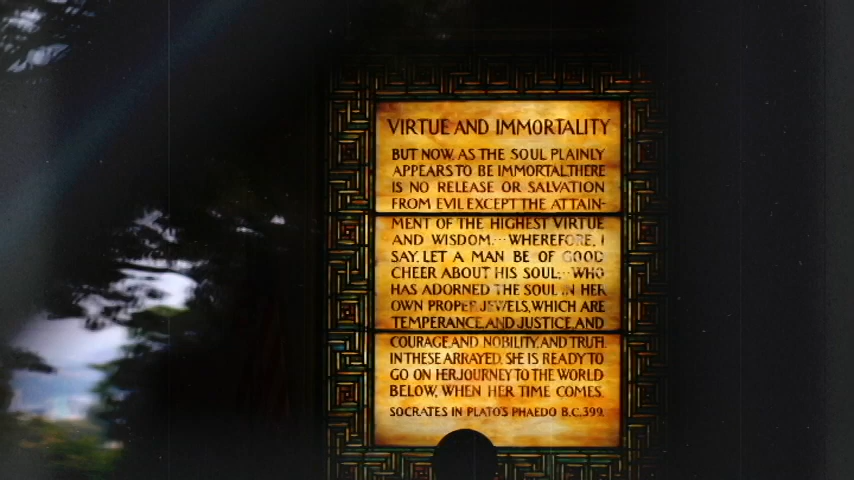 VIRTUE AND IMMORTALITY
BUT NOW, AS THE SOUL PLAINLY
APPEARS TO BE IMMORTAL, THERE
IS NO RELEASE OR SALVATION
FROM EVIL EXCEPT THE ATTAIN-
MENT OF THE HIGHEST VIRTUE
AND WISDOM.··· WHEREFORE, I
SAY, LET A MAN BE OF GOOD
CHEER ABOUT HIS SOUL,··· WHO
HAS ADORNED THE SOUL IN HER
OWN PROPER JEWELS, WHICH ARE
TEMPERANCE, AND JUSTICE, AND
COURAGE, AND NOBILITY, AND TRUTH.
IN THESE ARRAYED, SHE IS READY TO
GO ON HER JOURNEY TO THE WORLD
BELOW, WHEN HER TIME COMES.
SOCRATES IN PLATO'S PHAEDO B.C. 399.